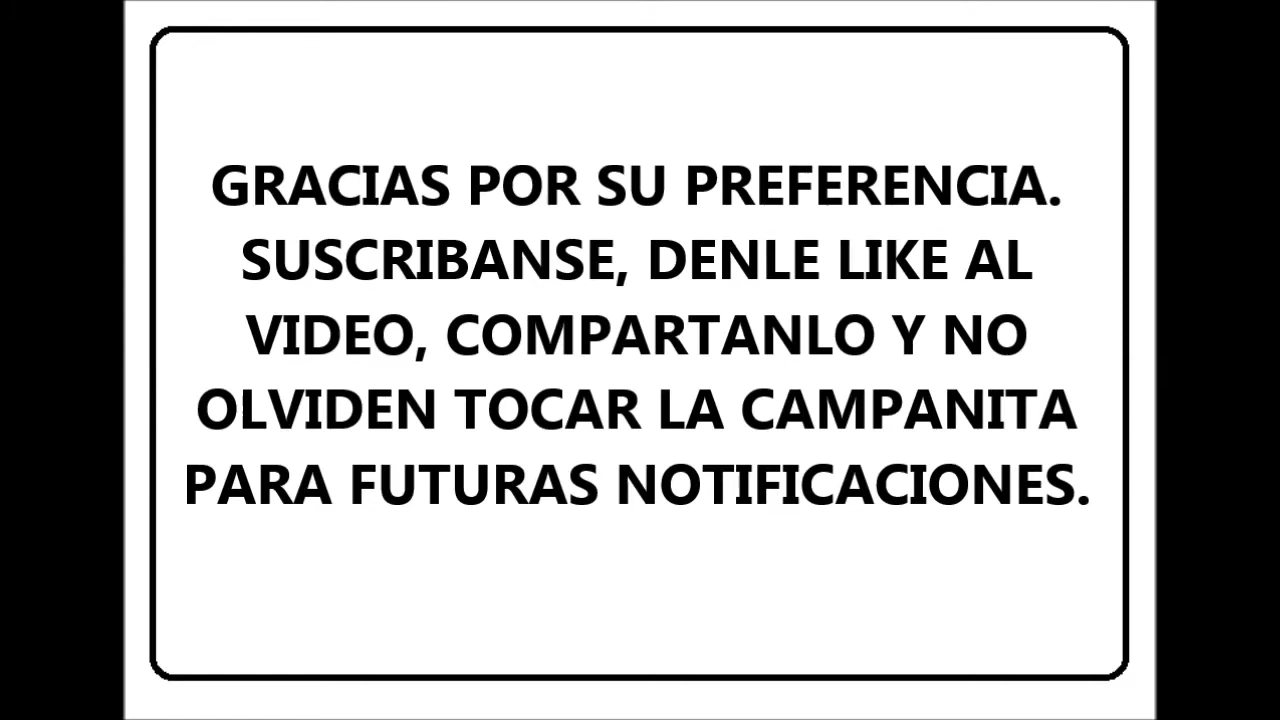 GRACIAS POR SU PREFERENCIA.
SUSCRIBANSE, DENLE LIKE AL
VIDEO, COMPARTANLO Y NO
OLVIDEN TOCAR LA CAMPANITA
PARA FUTURAS NOTIFICACIONES.